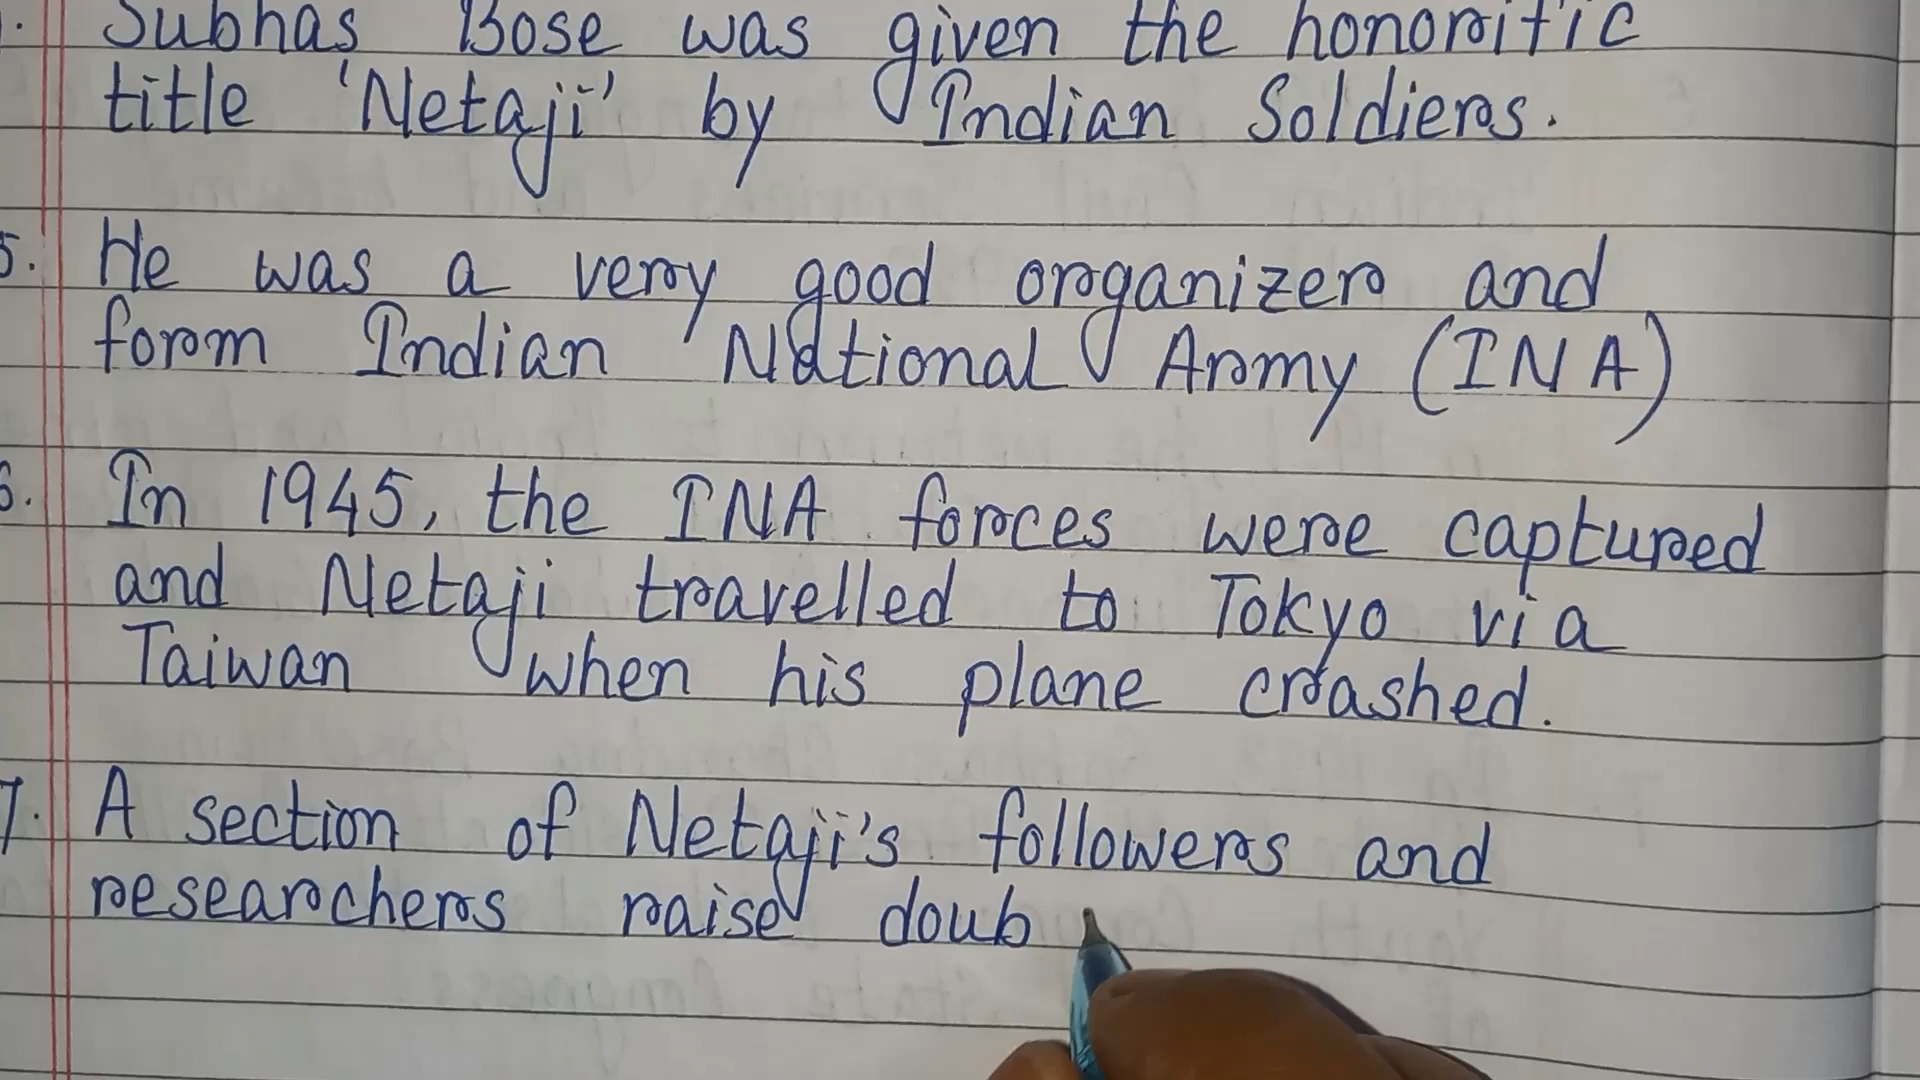 Subhas Bose was given the honorific
title 'Netaji' by Indian Soldiers.
5. He was a very good organizer and
form Indian National Army (INA)
6. In 1945, the INA forces were captured
and Netaji travelled to Tokyo via
Taiwan when his plane crashed.
7. A section of Netaji's followers and
researchers raise doub